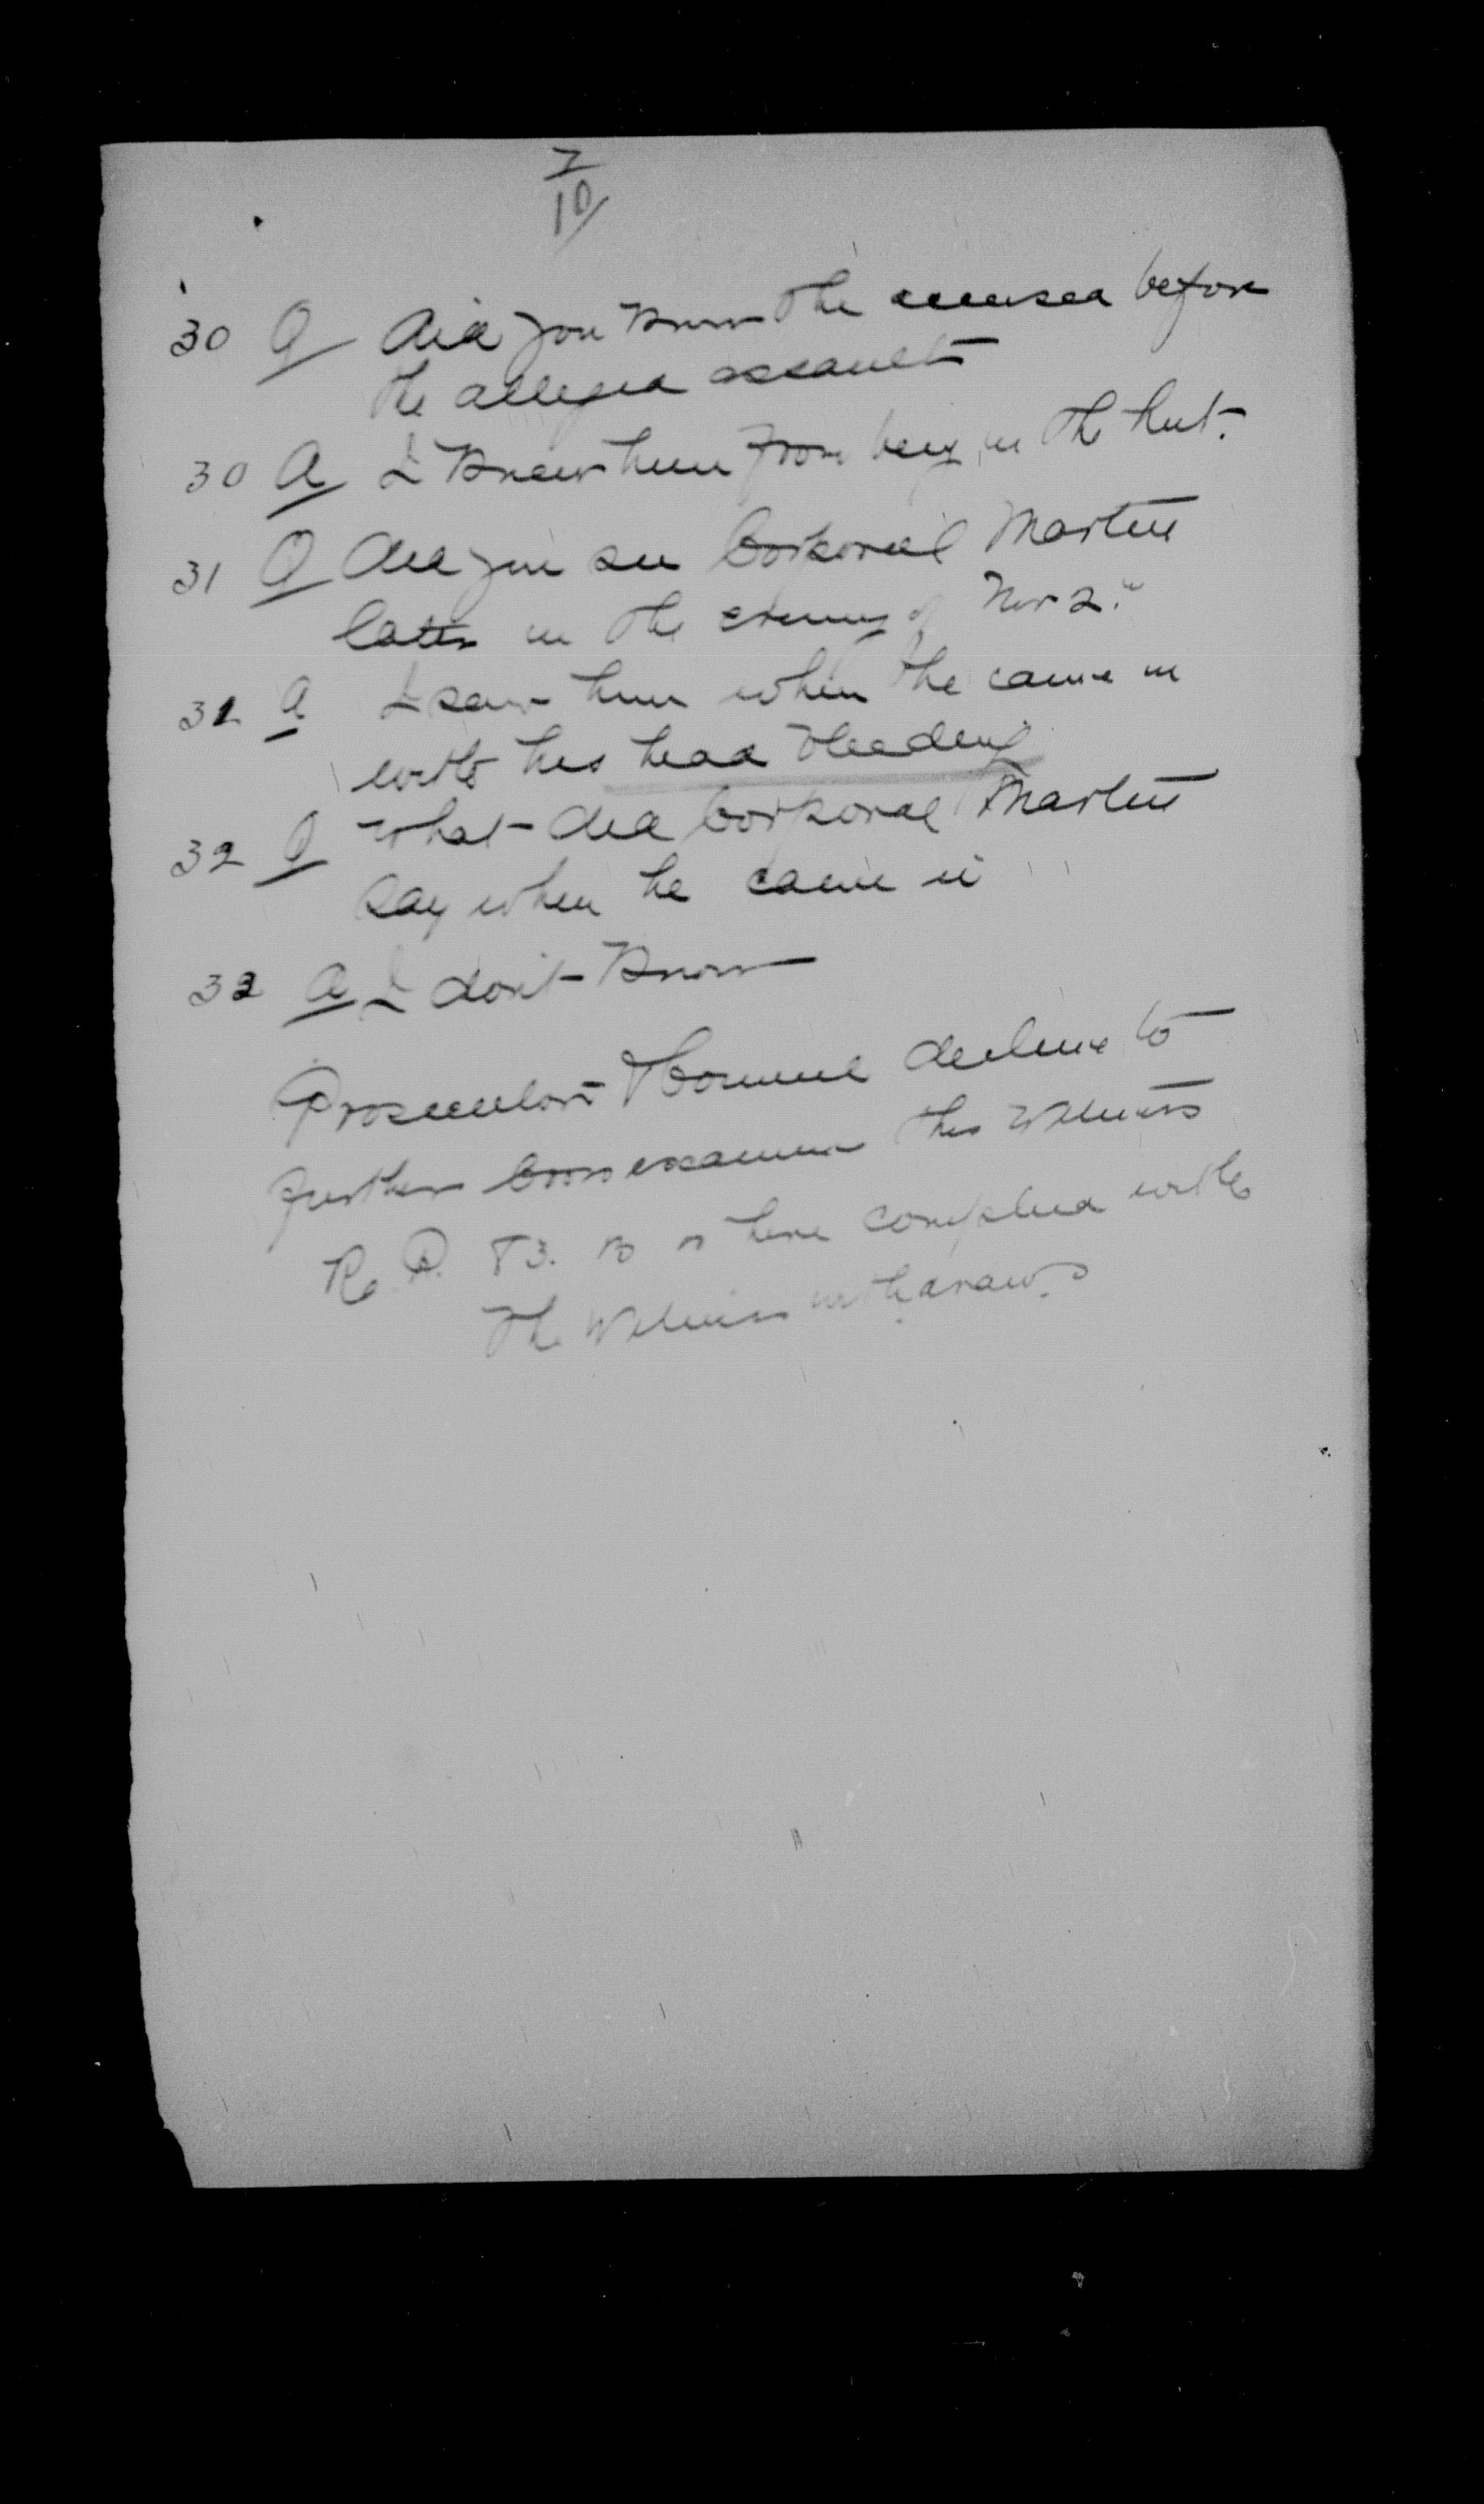 7
10
30 Q Did you know the accused before
the alleged assault
30 A I knew him from being in the hut.
31 Q Did you see Corporal Martin
later in the evening of Nov 2.
31 A I saw him when he came in
with his head bleeding
32 Q What did Corporal Martin
say when he came in
32 A I don't know
Prosecutor & Counsel decline to
further cross examine this witness
R. P. 83. B is here complied with
The Witness withdraws